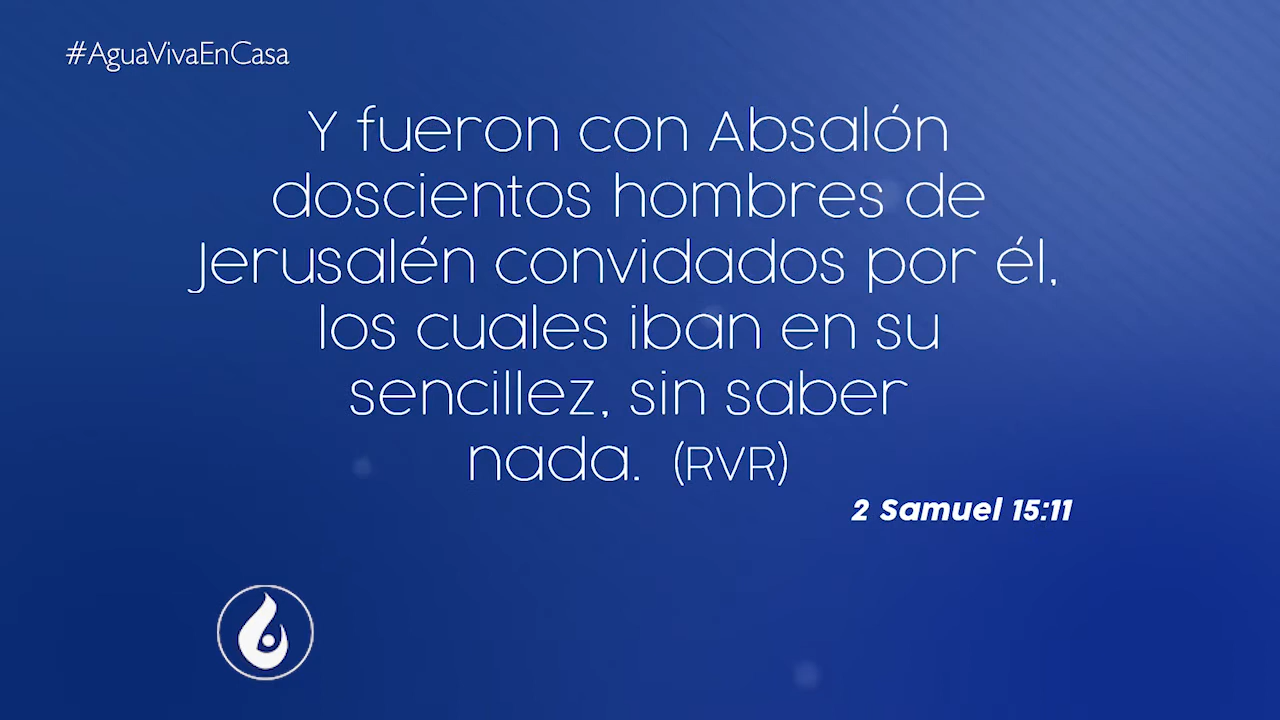 #AguaVivaEnCasa
Y fueron con Absalón
doscientos hombres de
Jerusalén convidados por él,
los cuales iban en su
sencillez, sin saber
nada. (RVR)
2 Samuel 15:11